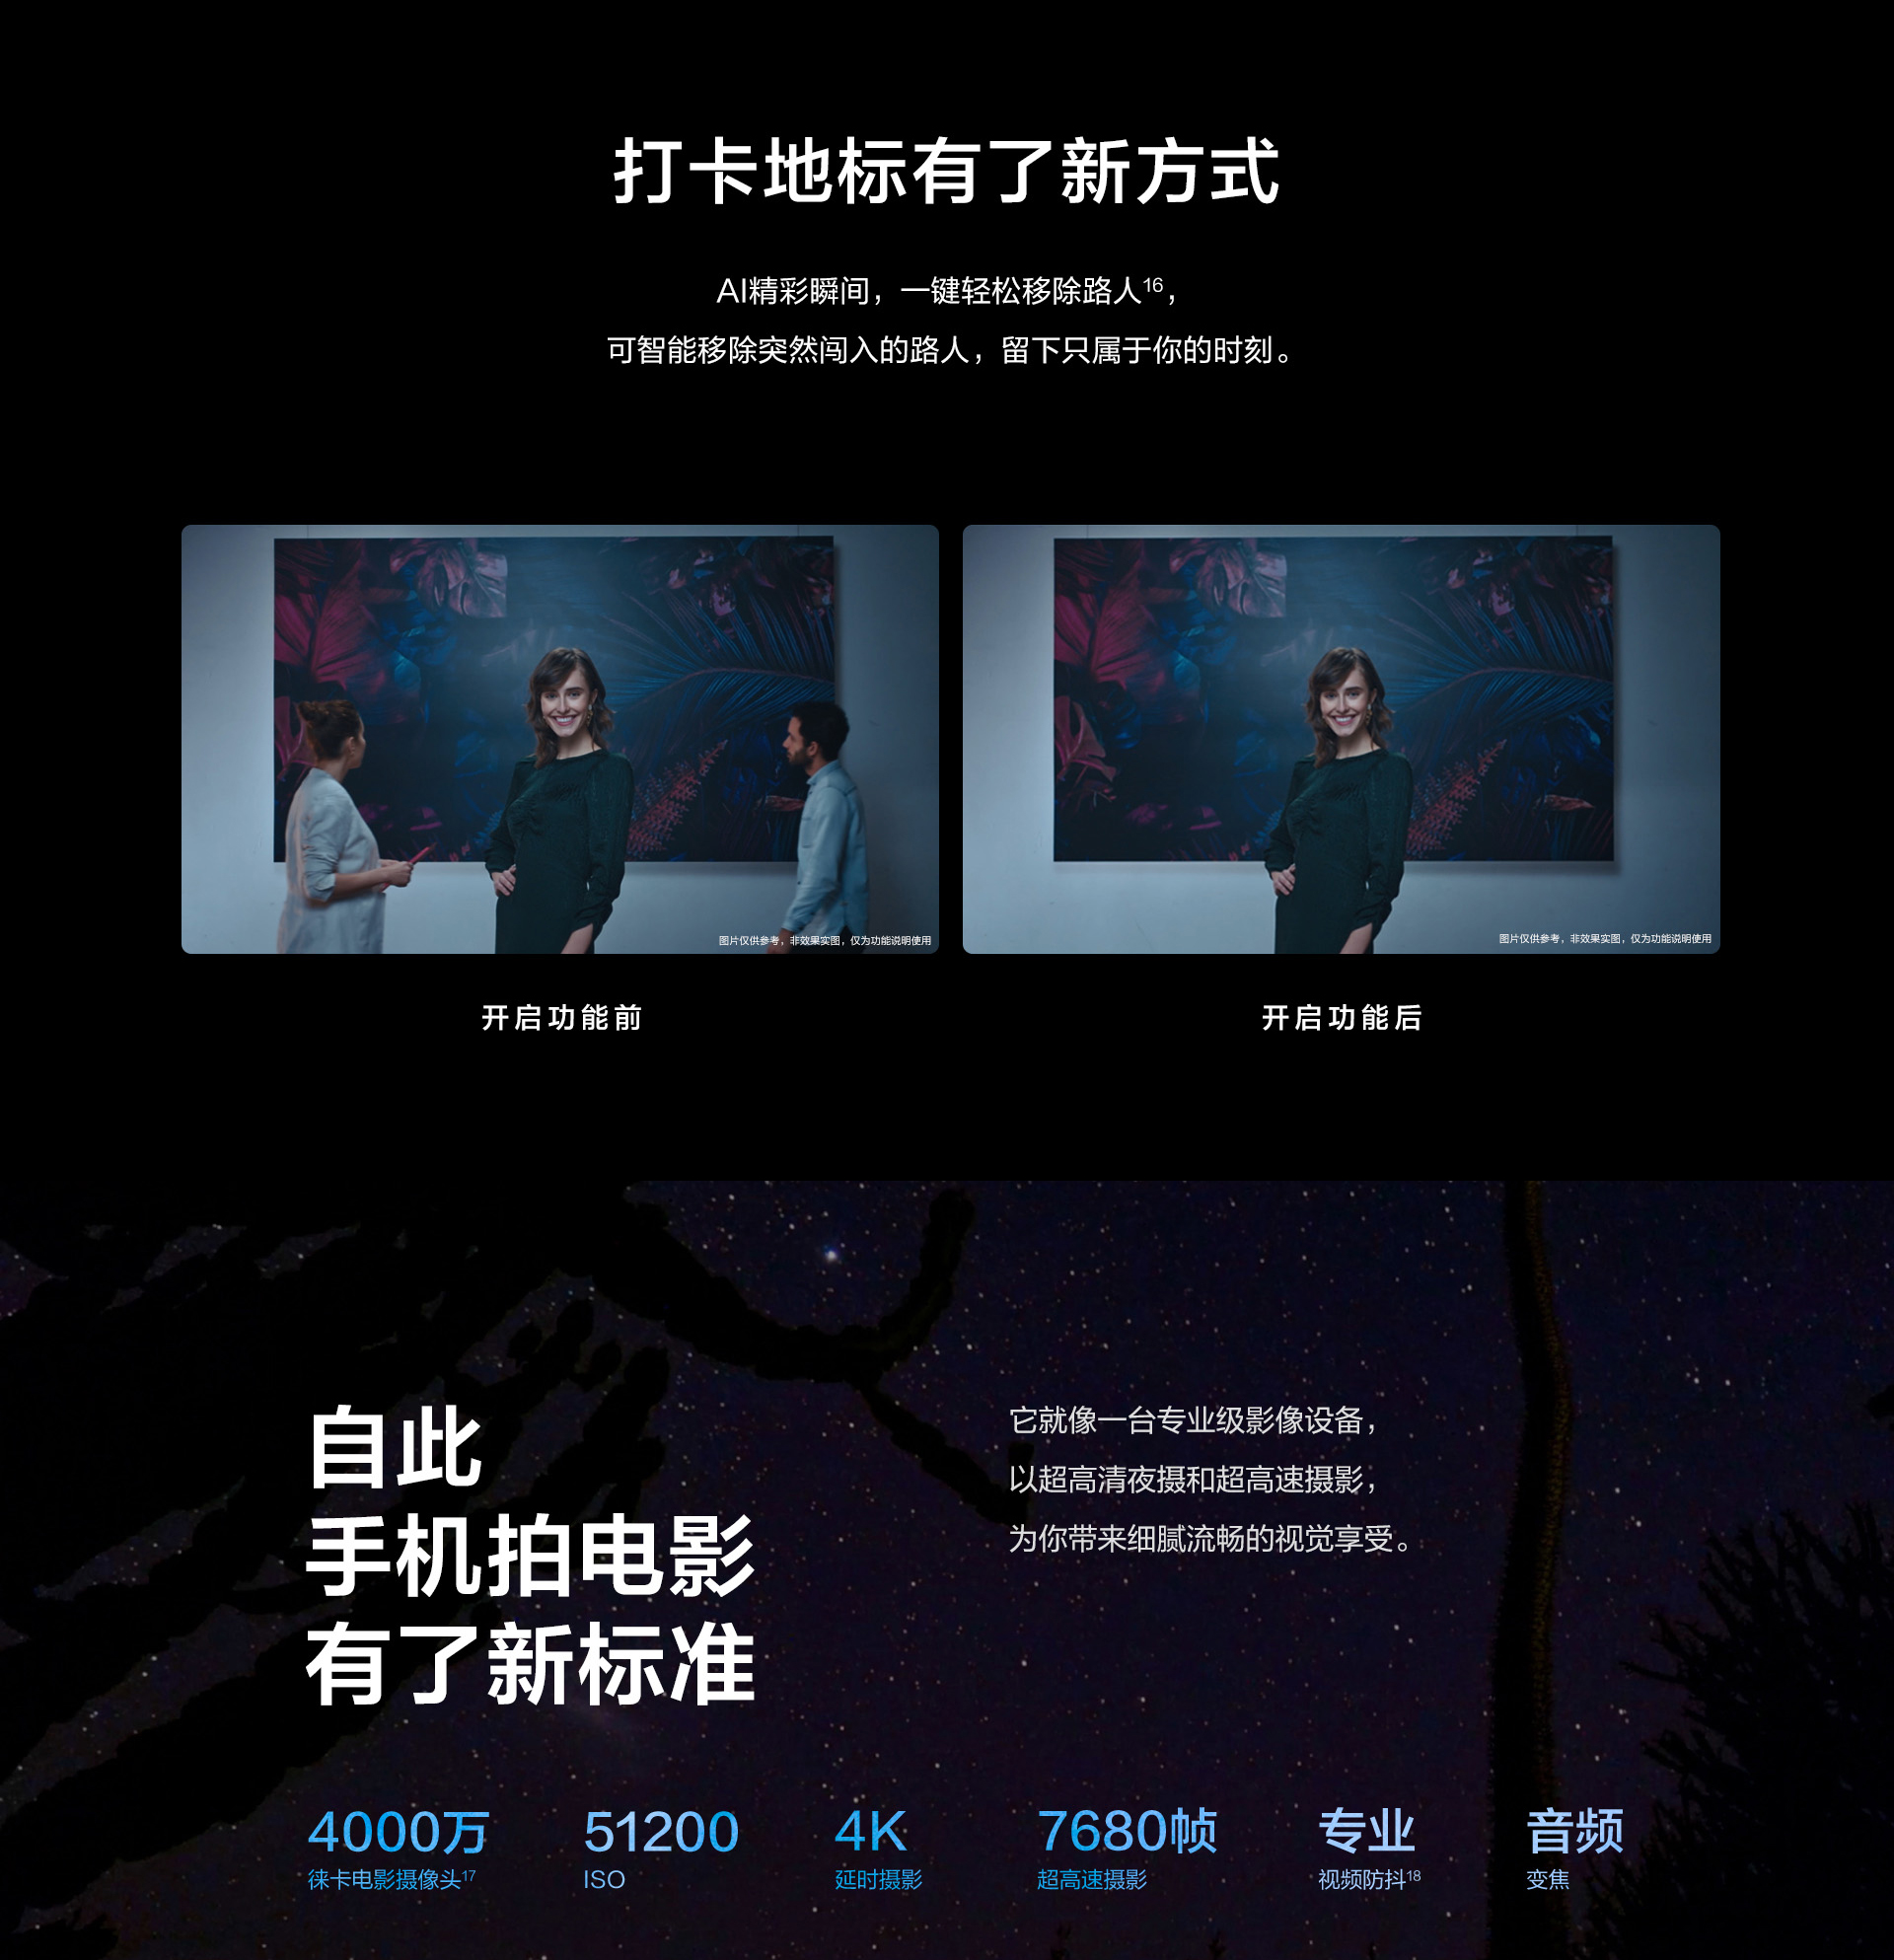 打卡地标有了新方式
AI精彩瞬间，一键轻松移除路人16，
可智能移除突然闯入的路人，留下只属于你的时刻。
图片仅供参考，非效果实图，仅为功能说明使用
图片仅供参考，非效果实图，仅为功能说明使用
开启功能前
开启功能后
自此
手机拍电影
有了新标准
它就像一台专业级影像设备，
以超高清夜摄和超高速摄影，
为你带来细腻流畅的视觉享受。
4000万
徕卡电影摄像头17
51200
ISO
4K
延时摄影
7680帧
超高速摄影
专业
视频防抖18
音频
变焦